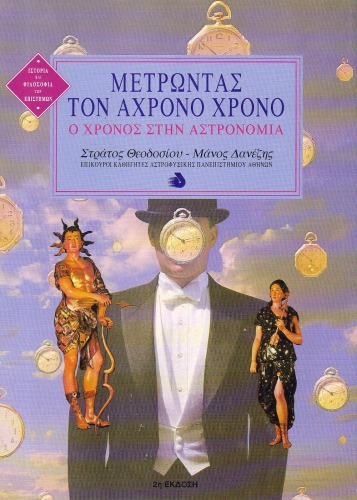 ΙΣΤΟΡΙΑ
ΚΑΙ
ΦΙΛΟΣΟΦΙΑ
ΤΩΝ
ΕΠΙΣΤΗΜΩΝ
ΜΕΤΡΩΝΤΑΣ
ΤΟΝ ΑΧΡΟΝΟ ΧΡΟΝΟ
Ο ΧΡΟΝΟΣ ΣΤΗΝ ΑΣΤΡΟΝΟΜΙΑ
Στράτος Θεοδοσίου - Μάνος Δανέζης
ΕΠΙΚΟΥΡΟΙ ΚΑΘΗΓΗΤΕΣ ΑΣΤΡΟΦΥΣΙΚΗΣ ΠΑΝΕΠΙΣΤΗΜΙΟΥ ΑΘΗΝΩΝ
2η ΕΚΔΟΣΗ